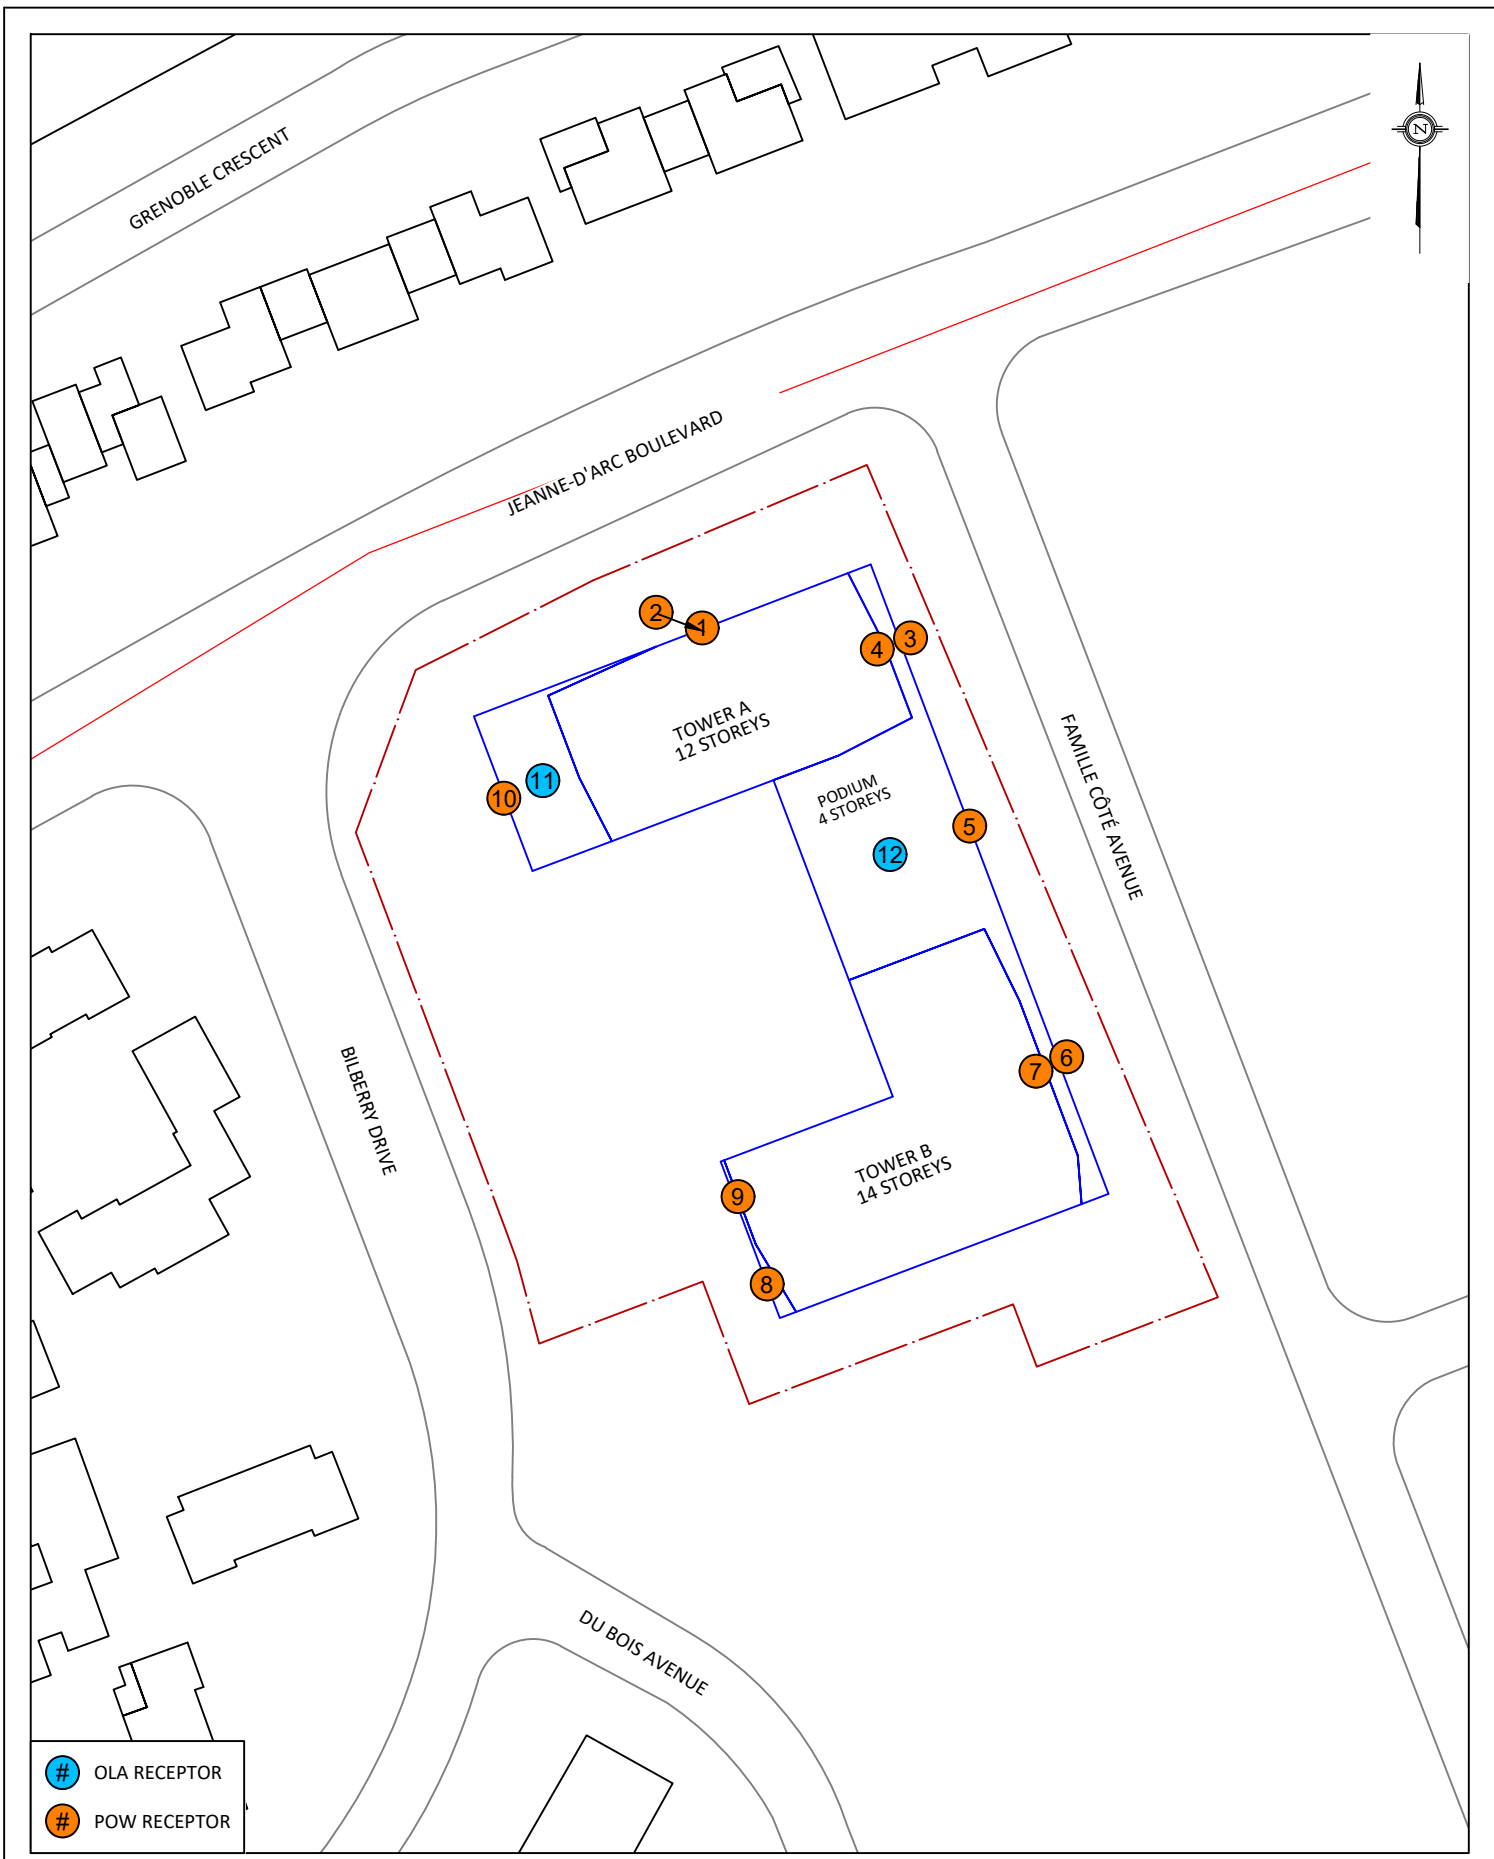 GRENOBLE CRESCENT
N
JEANNE-D'ARC BOULEVARD
2
1
3
4
TOWER A
12 STOREYS
11
10
PODIUM
4 STOREYS
5
12
FAMILLE CÔTÉ AVENUE
BILBERRY DRIVE
6
7
TOWER B
14 STOREYS
9
8
DU BOIS AVENUE
# OLA RECEPTOR
# POW RECEPTOR